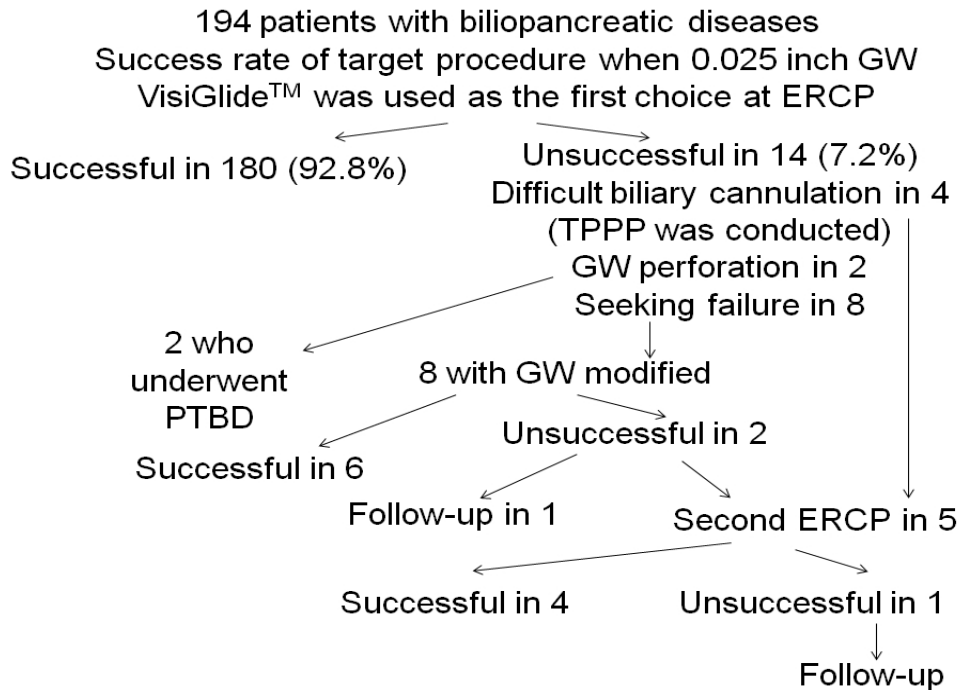 194 patients with biliopancreatic diseases
Success rate of target procedure when 0.025 inch GW
VisiGlide™ was used as the first choice at ERCP
Successful in 180 (92.8%)
Unsuccessful in 14 (7.2%)
Difficult biliary cannulation in 4
(TPPP was conducted)
GW perforation in 2
Seeking failure in 8
2 who
underwent
PTBD
8 with GW modified
Successful in 6
Unsuccessful in 2
Follow-up in 1
Second ERCP in 5
Successful in 4
Unsuccessful in 1
Follow-up